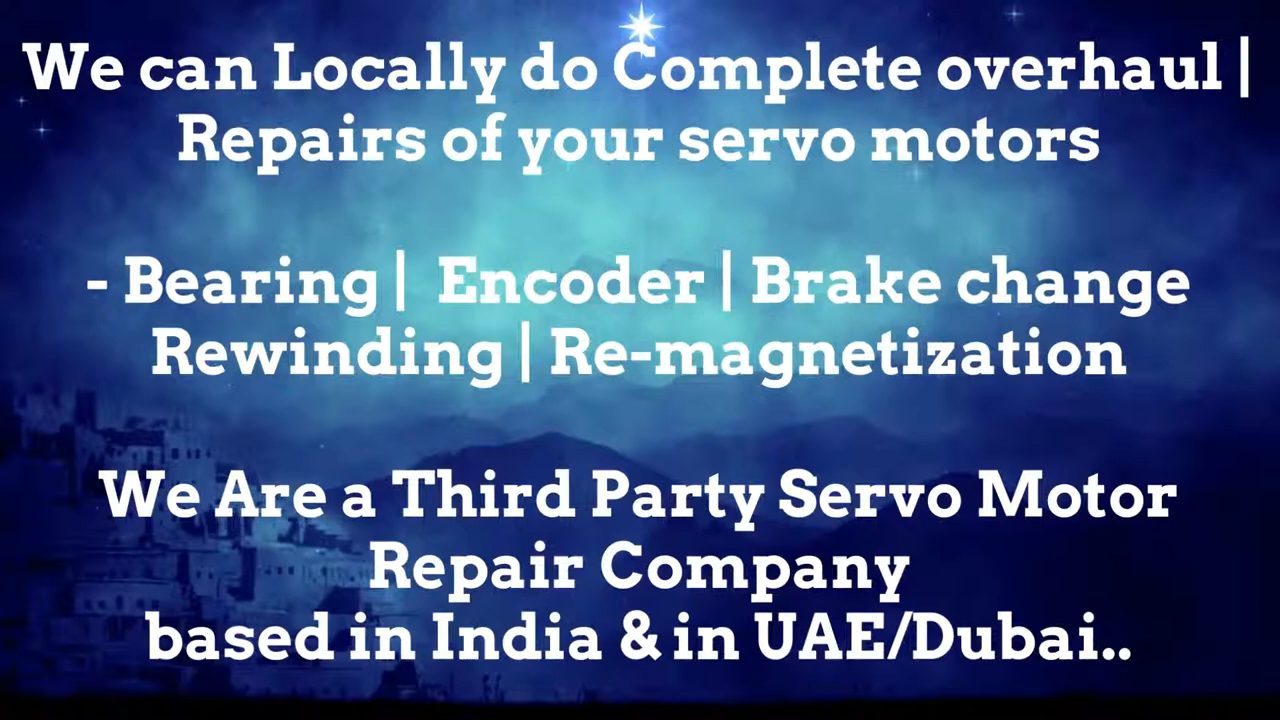 We can Locally do Complete overhaul |
Repairs of your servo motors
- Bearing | Encoder | Brake change
Rewinding | Re-magnetization
We Are a Third Party Servo Motor
Repair Company
based in India & in UAE/Dubai..